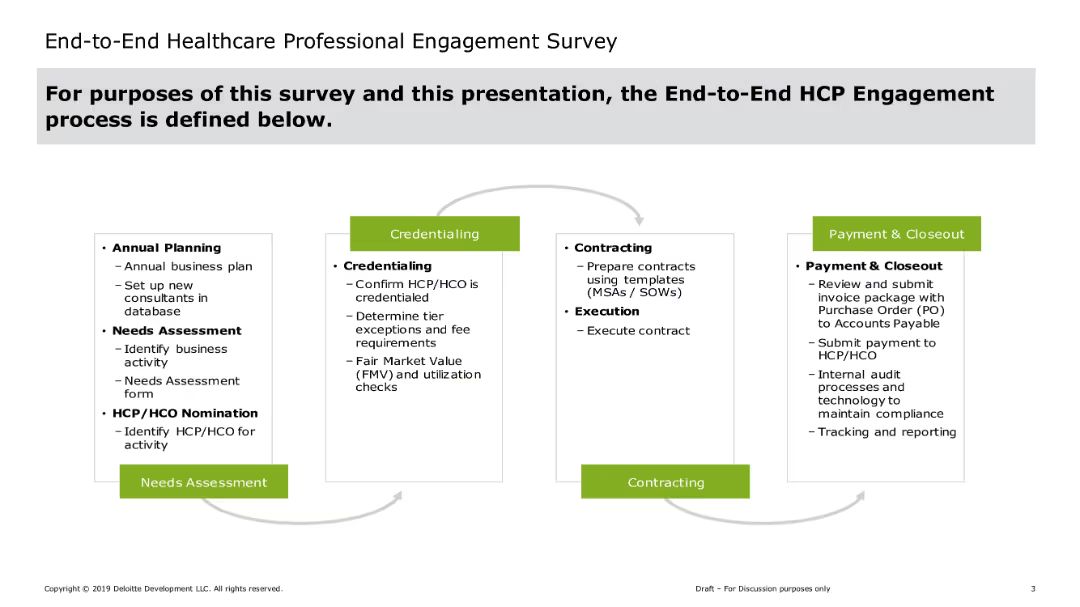 End-to-End Healthcare Professional Engagement Survey
For purposes of this survey and this presentation, the End-to-End HCP Engagement
process is defined below.
• Annual Planning
– Annual business plan
– Set up new
consultants in
database
• Needs Assessment
– Identify business
activity
– Needs Assessment
form
• HCP/HCO Nomination
– Identify HCP/HCO for
activity
Needs Assessment
Credentialing
• Credentialing
– Confirm HCP/HCO is
credentialed
– Determine tier
exceptions and fee
requirements
– Fair Market Value
(FMV) and utilization
checks
• Contracting
– Prepare contracts
using templates
(MSAs / SOWs)
• Execution
– Execute contract
Contracting
Payment & Closeout
• Payment & Closeout
– Review and submit
invoice package with
Purchase Order (PO)
to Accounts Payable
– Submit payment to
HCP/HCO
– Internal audit
processes and
technology to
maintain compliance
– Tracking and reporting
Copyright © 2019 Deloitte Development LLC. All rights reserved.
Draft – For Discussion purposes only
3